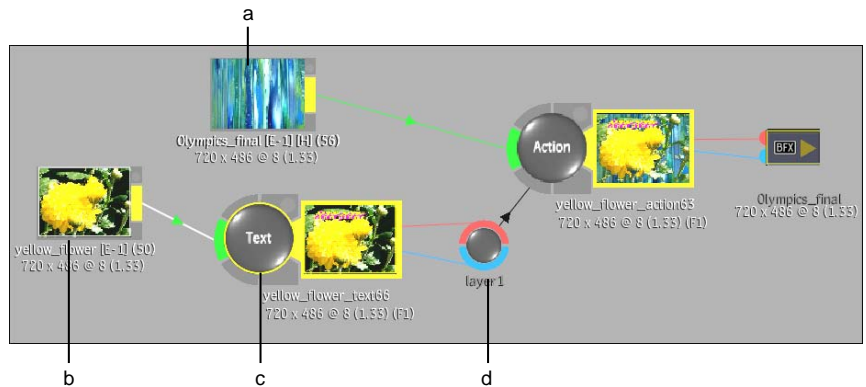 a
Olympics_final [E-1] [H] (56)
720 x 486 @ 8 (1.33)
Action
BFX
yellow_flower_action63
720 x 486 @ 8 (1.33) (F1)
Olympics_final
720 x 486 @ 8 (1.33)
yellow_flower [E-1] (50)
720 x 486 @ 8 (1.33)
Text
yellow_flower_text66
720 x 486 @ 8 (1.33) (F1)
layer1
b
c
d